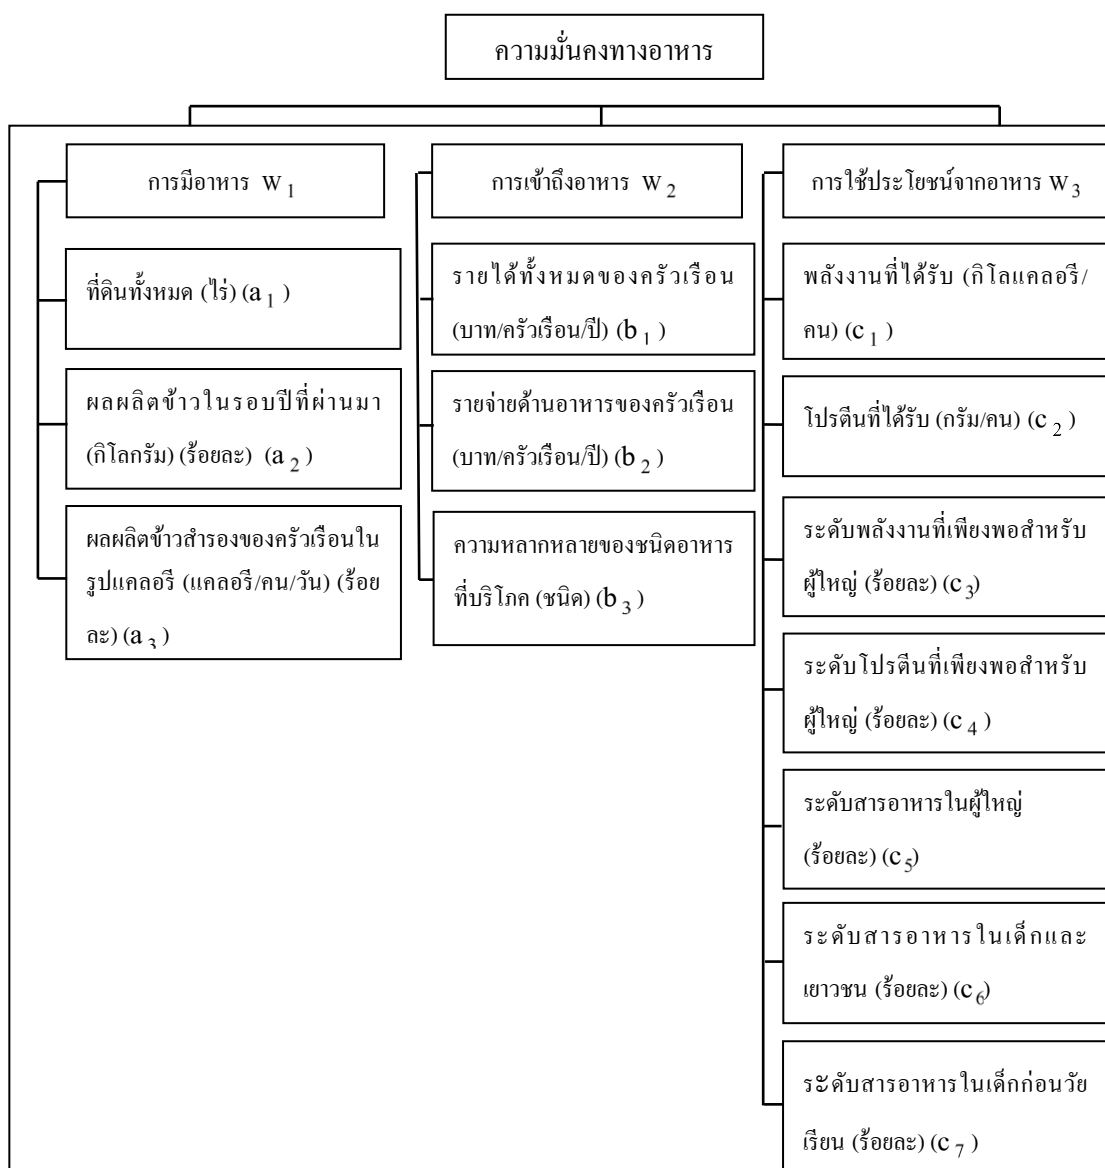 ความมั่นคงทางอาหาร
การมีอาหาร W 1
ที่ดินทั้งหมด (ไร่) (a 1 )
ผลผลิตข้าวในรอบปีที่ผ่านมา
(กิโลกรัม) (ร้อยละ) (a 2 )
ผลผลิตข้าวสำรองของครัวเรือนใน
รูปแคลอรี (แคลอรี/คน/วัน) (ร้อย
ละ) (a 3 )
การเข้าถึงอาหาร W 2
รายได้ทั้งหมดของครัวเรือน
(บาท/ครัวเรือน/ปี) (b 1 )
รายจ่ายด้านอาหารของครัวเรือน
(บาท/ครัวเรือน/ปี) (b 2 )
ความหลากหลายของชนิดอาหาร
ที่บริโภค (ชนิด) (b 3 )
การใช้ประโยชน์จากอาหาร W 3
พลังงานที่ได้รับ (กิโลแคลอรี/
คน) (c 1 )
โปรตีนที่ได้รับ (กรัม/คน) (c 2 )
ระดับพลังงานที่เพียงพอสำหรับ
ผู้ใหญ่ (ร้อยละ) (c 3)
ระดับโปรตีนที่เพียงพอสำหรับ
ผู้ใหญ่ (ร้อยละ) (c 4 )
ระดับสารอาหารในผู้ใหญ่
(ร้อยละ) (c 5)
ระดับสารอาหารในเด็กและ
เยาวชน (ร้อยละ) (c 6)
ระดับสารอาหารในเด็กก่อนวัย
เรียน (ร้อยละ) (c 7 )